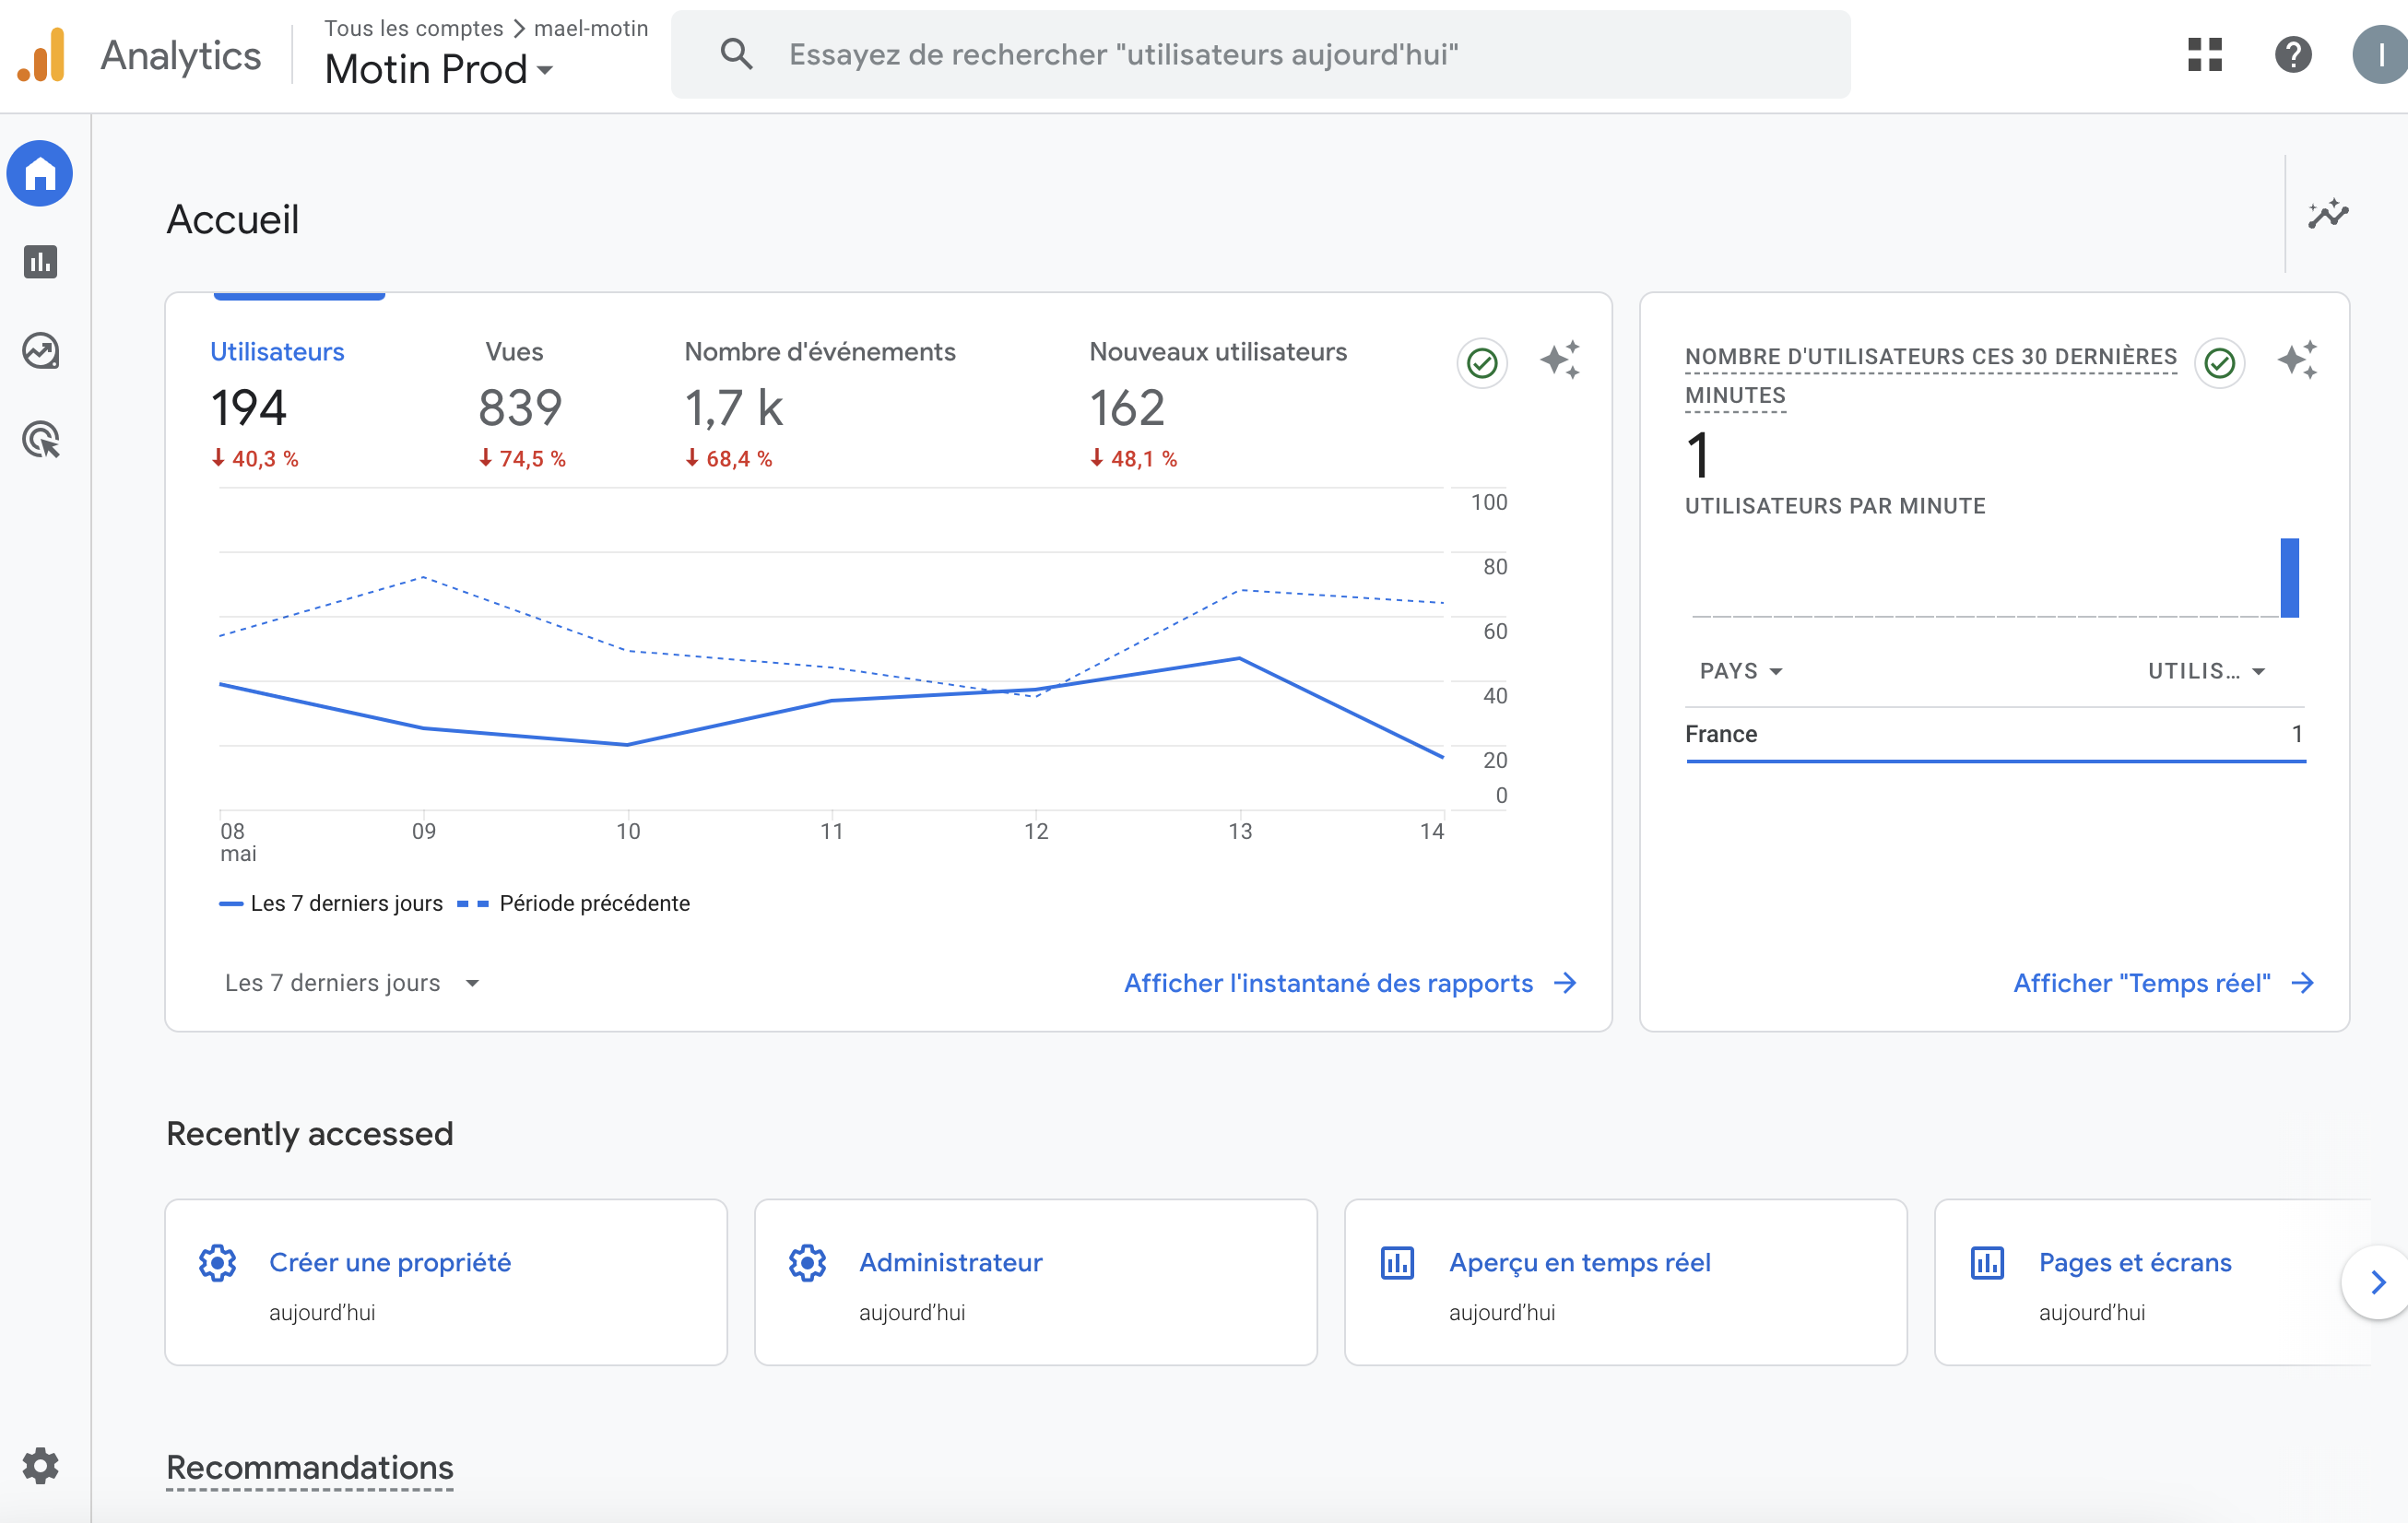 Analytics
Tous les comptes > mael-motin
Motin Prod
Essayez de rechercher "utilisateurs aujourd'hui"
I
Accueil
Utilisateurs
194
40,3 %
Vues
839
74,5 %
Nombre d'événements
1,7 k
68,4 %
Nouveaux utilisateurs
162
48,1 %
100
80
60
40
20
0
08
mai
09
10
11
12
13
14
Les 7 derniers jours
Période précédente
Les 7 derniers jours
Afficher l'instantané des rapports
NOMBRE D'UTILISATEURS CES 30 DERNIÈRES
MINUTES
1
UTILISATEURS PAR MINUTE
PAYS
UTILIS...
France
1
Afficher "Temps réel"
Recently accessed
Créer une propriété
aujourd’hui
Administrateur
aujourd’hui
Aperçu en temps réel
aujourd’hui
Pages et écrans
aujourd’hui
Recommandations